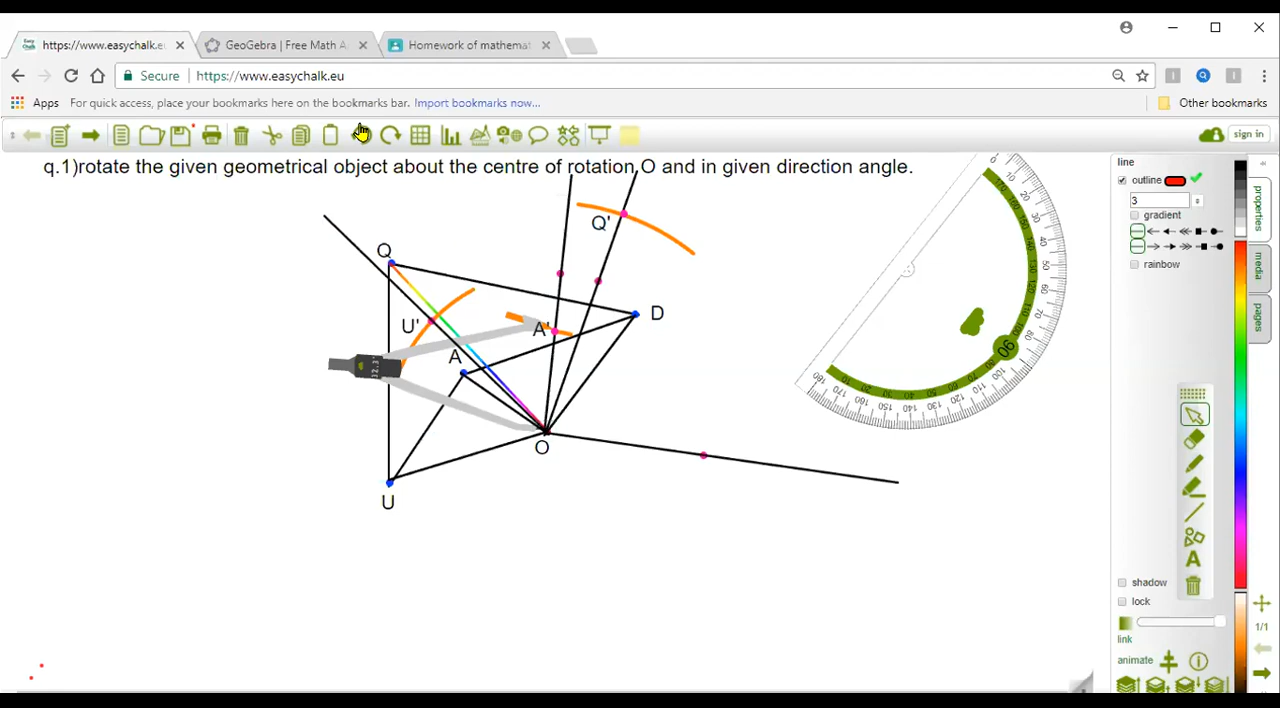 https://www.easychalk.eu
GeoGebra | Free Math A
Homework of mathemat
Secure
https://www.easychalk.eu
Apps
For quick access, place your bookmarks here on the bookmarks bar. Import bookmarks now...
Other bookmarks
sign in
q.1)rotate the given geometrical object about the centre of rotation O and in given direction angle.
line
outline
3
gradient
rainbow
properties
media
pages
Q
Q'
U'
A'
D
A
O
U
90
A
shadow
lock
link
animate
1/1